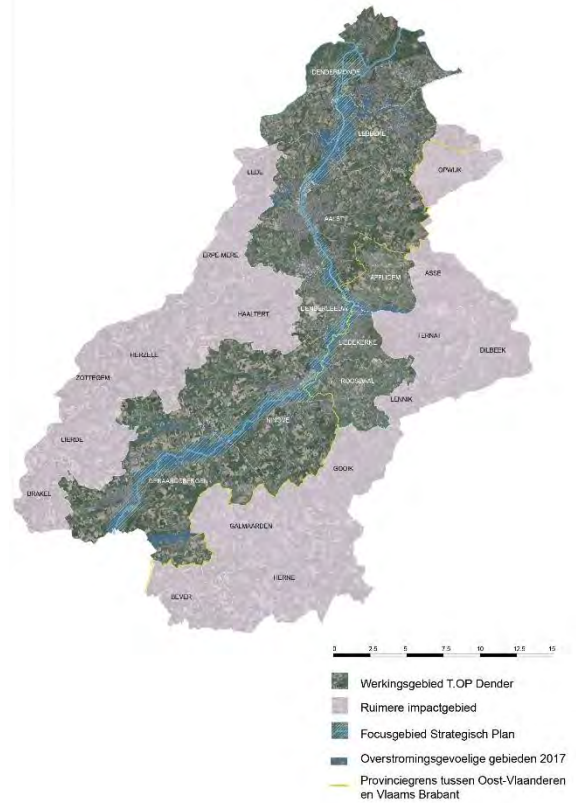 DENDERMONDE
LEBBEKE
OPWIJK
LEDE
AALST
ERPE-MERE
AFFLIGEM
ASSE
DENDERLEEUW
HAALTERT
TERNAT
LIEDEKERKE
DILBEEK
HERZELE
ROOSDAAL
ZOTTEGEM
LENNIK
NINOVE
LIERDE
GOOIK
GERAARDSBERGEN
BRAKEL
GALMAARDEN
HERNE
BEVER
0 2.5 5 7.5 10 12.5 15
Werkingsgebied T.OP Dender
Ruimere impactgebied
Focusgebied Strategisch Plan
Overstromingsgevoelige gebieden 2017
Provinciegrens tussen Oost-Vlaanderen
en Vlaams Brabant